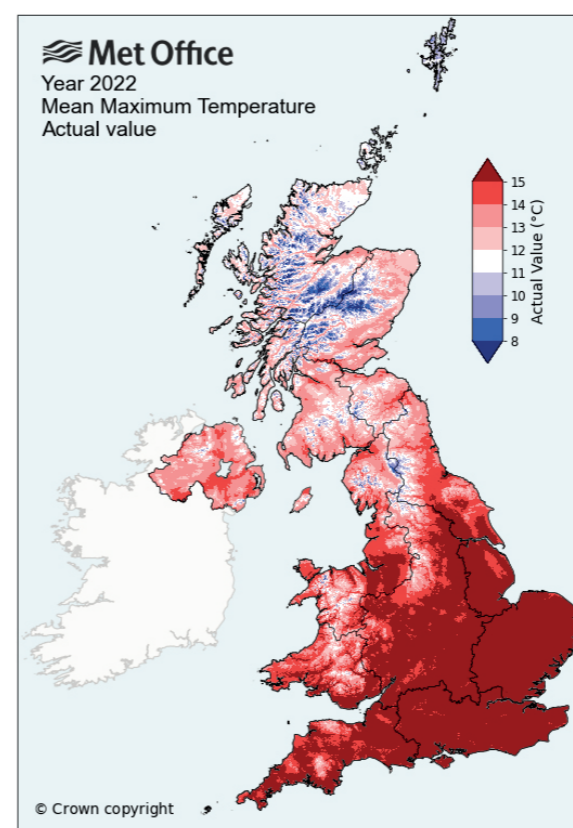 Met Office
Year 2022
Mean Maximum Temperature
Actual value
15
14
13
12
11
10
9
8
Actual Value (°C)
© Crown copyright